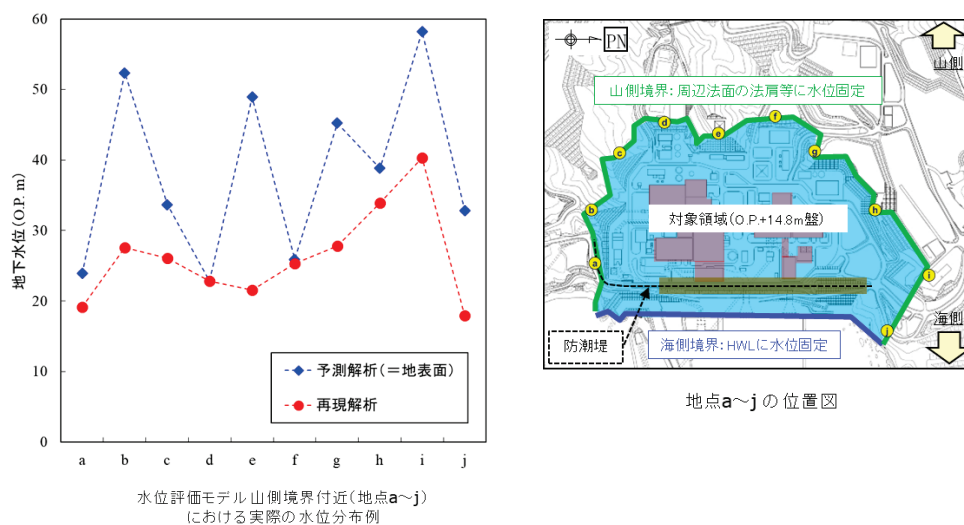 60
50
40
30
20
10
0
地下水位(O.P. m)
予測解析(=地表面)
再現解析
a b c d e f g h i j
水位評価モデル山側境界付近(地点a~j)
における実際の水位分布例
PN
山側
山側境界:周辺法面の法肩等に水位固定
d
f
e
c
g
b
h
対象領域(O.P.+14.8m盤)
a
i
j
防潮堤
海側境界:HWLに水位固定
海側
地点a~jの位置図